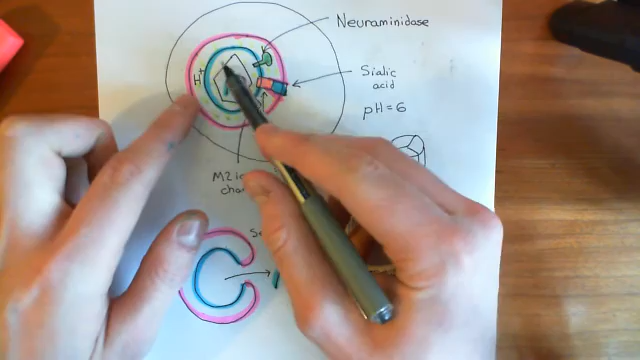 Neuraminidase
Sialic
acid
H+
pH = 6
M2